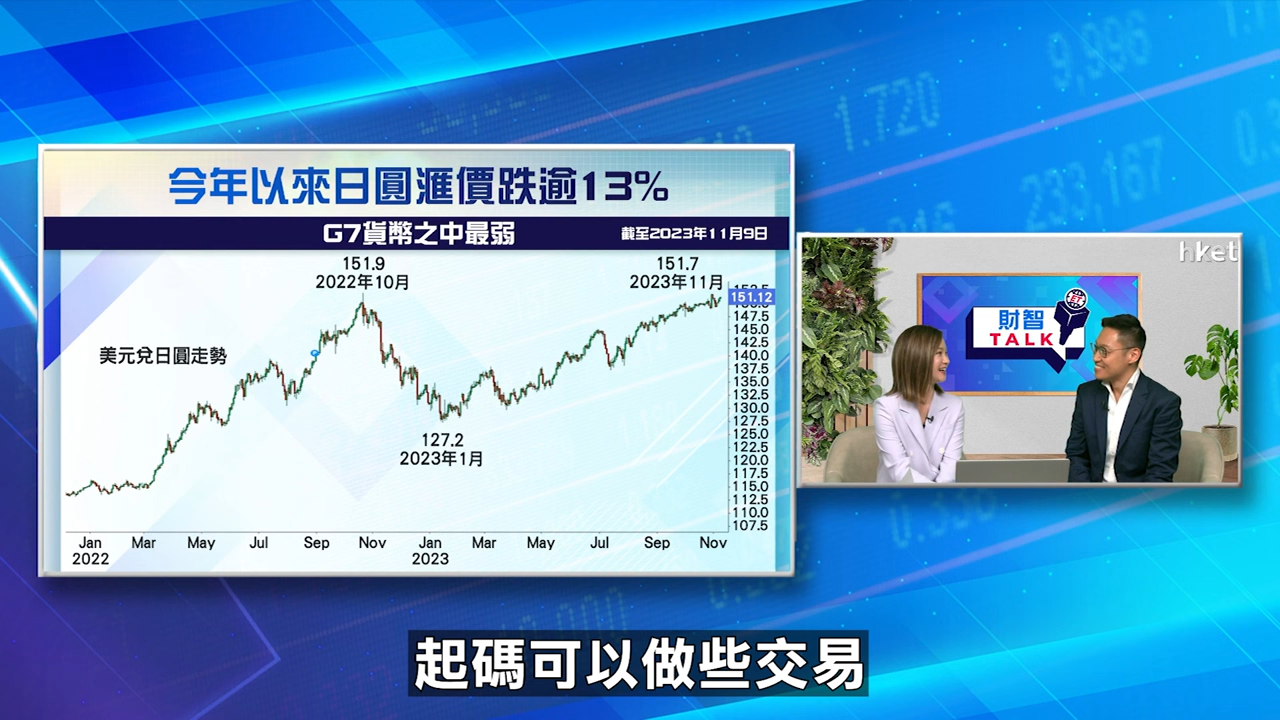 今年以來日圓滙價跌逾13%
G7貨幣之中最弱
截至2023年11月9日
151.9
2022年10月
151.7
2023年11月
美元兌日圓走勢
127.2
2023年1月
151.12
147.5
145.0
142.5
140.0
137.5
135.0
132.5
130.0
127.5
125.0
122.5
120.0
117.5
115.0
112.5
110.0
107.5
Jan Mar May Jul Sep Nov Jan Mar May Jul Sep Nov
2022 2023
hket
財智
TALK
起碼可以做些交易
1.720
9,996
233,167